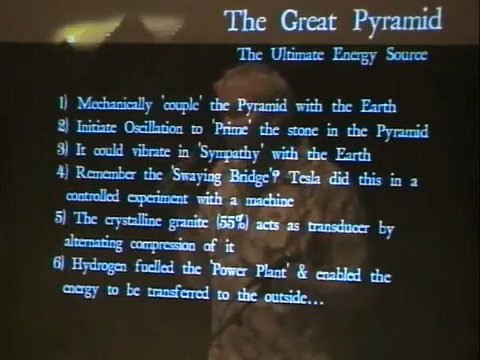 The Great Pyramid
The Ultimate Energy Source
1) Mechanically 'couple' the Pyramid with the Earth
2) Initiate Oscillation to 'Prime' the stone in the Pyramid
3) It could vibrate in 'Sympathy' with the Earth
4) Remember the 'Swaying Bridge'? Tesla did this in a
controlled experiment with a machine
5) The crystalline granite (55%) acts as transducer by
alternating compression of it
6) Hydrogen fuelled the 'Power Plant' & enabled the
energy to be transferred to the outside...